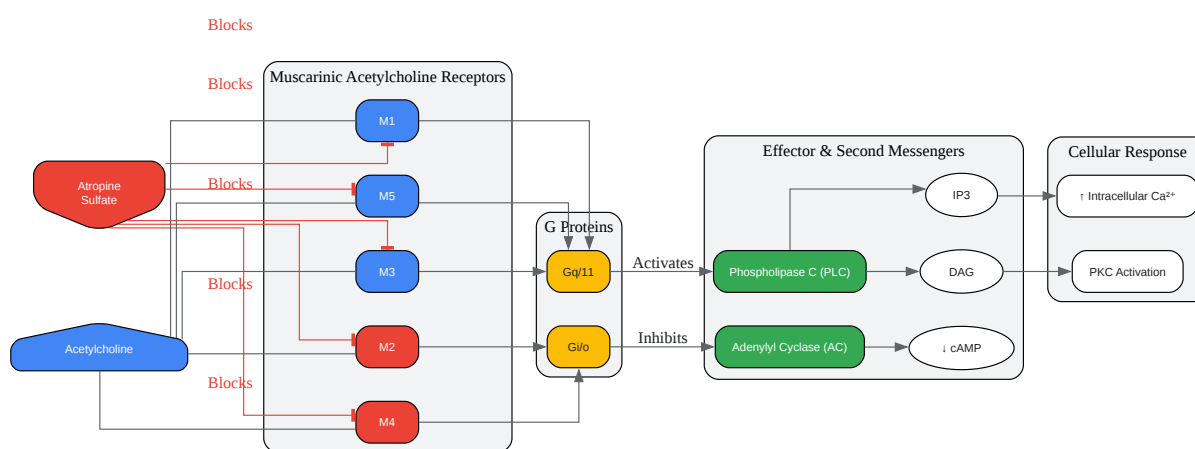 Blocks
Blocks
Muscarinic Acetylcholine Receptors
M1
Effector & Second Messengers
Cellular Response
Atropine
Sulfate
Blocks
M5
IP3
↑ Intracellular Ca²⁺
G Proteins
M3
Blocks
Gq/11
Activates
Phospholipase C (PLC)
DAG
PKC Activation
Acetylcholine
M2
Gi/o
Inhibits
Adenylyl Cyclase (AC)
↓ cAMP
Blocks
M4